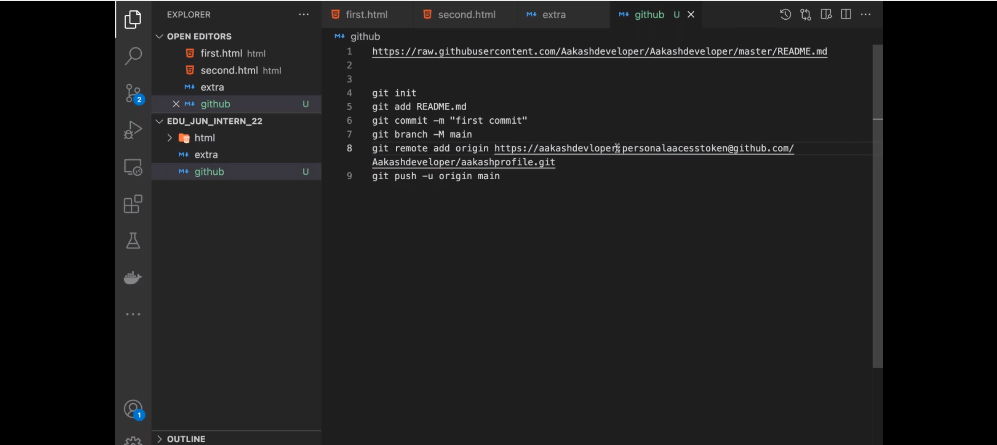 EXPLORER
first.html
second.html
extra
github U
OPEN EDITORS
first.html html
second.html html
extra
github U
EDU_JUN_INTERN_22
html
extra
github U
OUTLINE
2
1
github
1 https://raw.githubusercontent.com/Aakashdeveloper/Aakashdeveloper/master/README.md
2
3
4 git init
5 git add README.md
6 git commit -m "first commit"
7 git branch -M main
8 git remote add origin https://aakashdevloper:personalaacesstoken@github.com/
Aakashdeveloper/aakashprofile.git
9 git push -u origin main